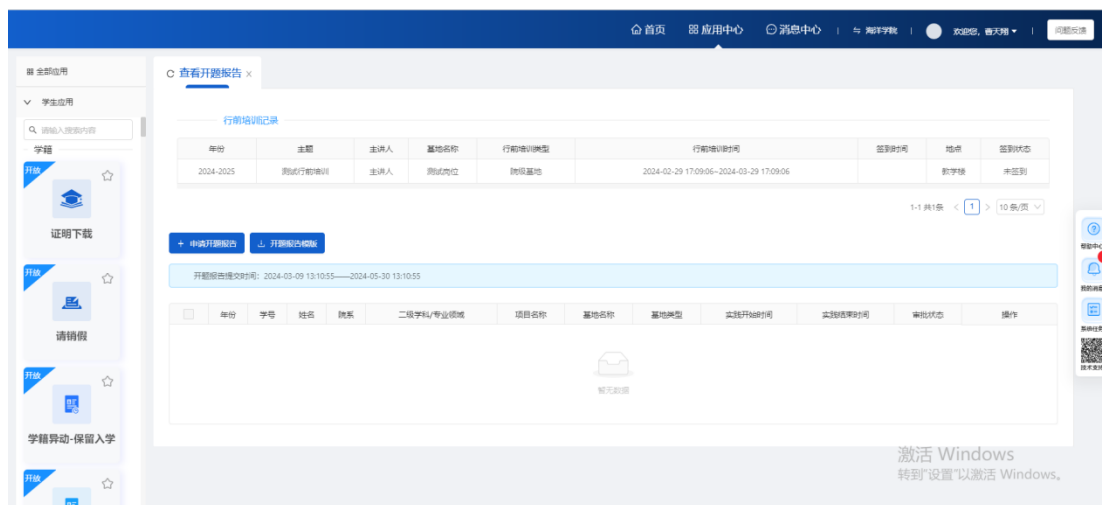 首页 应用中心 消息中心 海洋学院 欢迎您, 曹天翔 问题反馈
全部应用
查看开题报告 ×
学生应用
行前培训记录
请输入搜索内容
学籍
年份 主题 主讲人 基地名称 行前培训类型 行前培训时间 签到时间 地点 签到状态
开放
2024-2025 测试行前培训 主讲人 测试岗位 院级基地 2024-02-29 17:09:06~2024-03-29 17:09:06 教学楼 未签到
1-1 共1条 < 1 > 10 条/页
证明下载
+ 申请开题报告 开题报告模版
帮助中心
开放
开题报告提交时间: 2024-03-09 13:10:55——2024-05-30 13:10:55
我的消息
年份 学号 姓名 院系 二级学科/专业领域 项目名称 基地名称 基地类型 实践开始时间 实践结束时间 审批状态 操作
系统任务
请销假
技术支持
开放
暂无数据
学籍异动-保留入学
激活 Windows
转到"设置"以激活 Windows。
开放